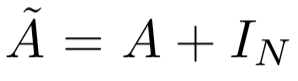 Ã = A + I_N